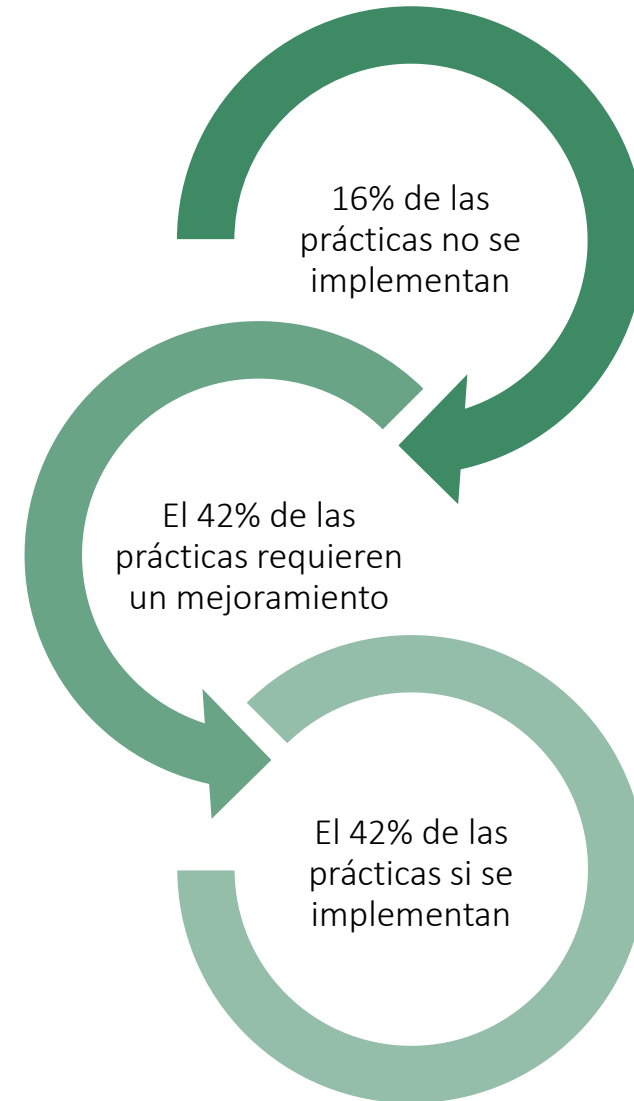 16% de las
prácticas no se
implementan
El 42% de las
prácticas requieren
un mejoramiento
El 42% de las
prácticas si se
implementan